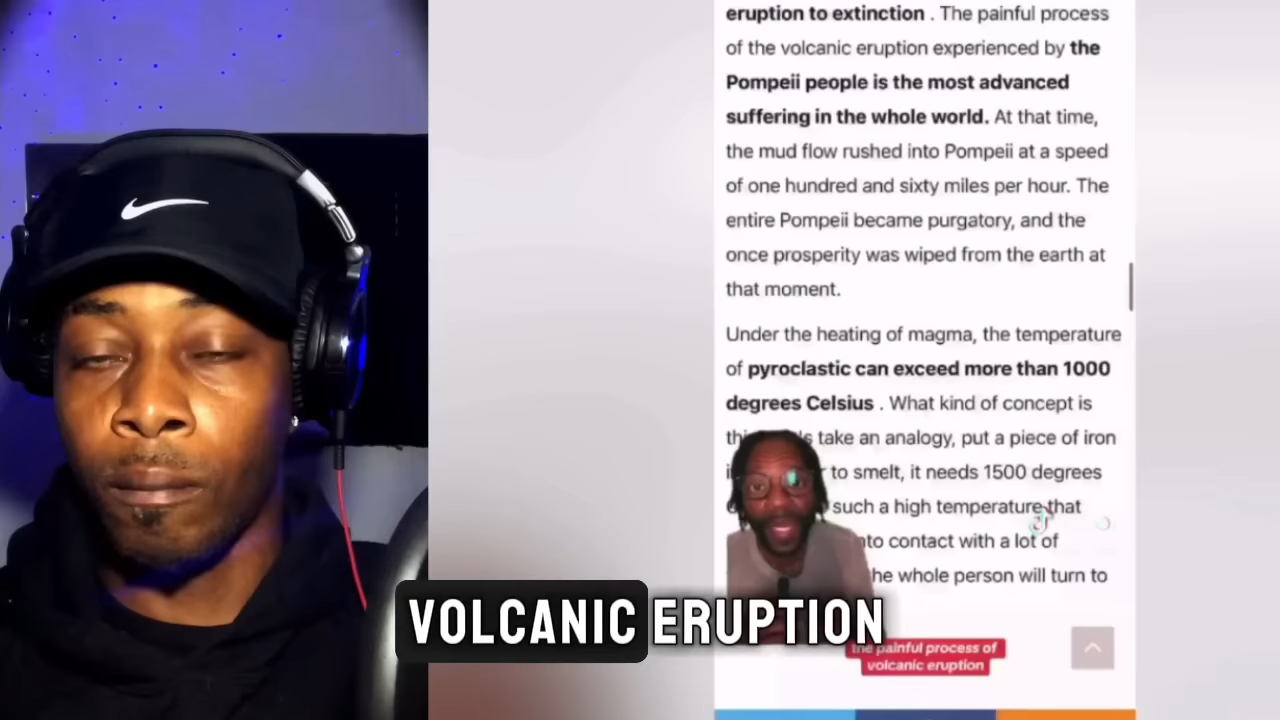 eruption to extinction . The painful process
of the volcanic eruption experienced by the
Pompeii people is the most advanced
suffering in the whole world. At that time,
the mud flow rushed into Pompeii at a speed
of one hundred and sixty miles per hour. The
entire Pompeii became purgatory, and the
once prosperity was wiped from the earth at
that moment.
Under the heating of magma, the temperature
of pyroclastic can exceed more than 1000
degrees Celsius . What kind of concept is
take an analogy, put a piece of iron
to smelt, it needs 1500 degrees
such a high temperature that
contact with a lot of
the whole person will turn to
VOLCANIC ERUPTION
the painful process of
volcanic eruption